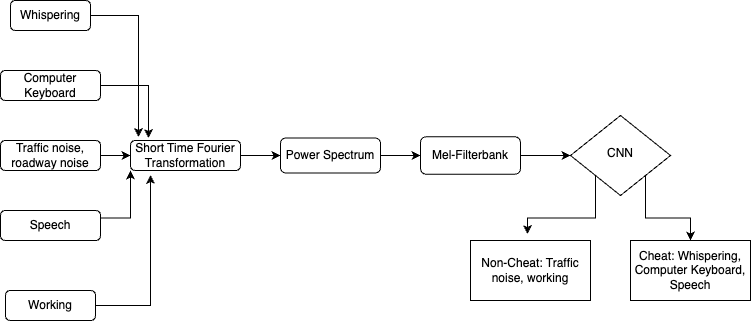 Whispering
Computer
Keyboard
Traffic noise,
roadway noise
Short Time Fourier
Transformation
Power Spectrum
Mel-Filterbank
CNN
Speech
Working
Non-Cheat: Traffic
noise, working
Cheat: Whispering,
Computer Keyboard,
Speech